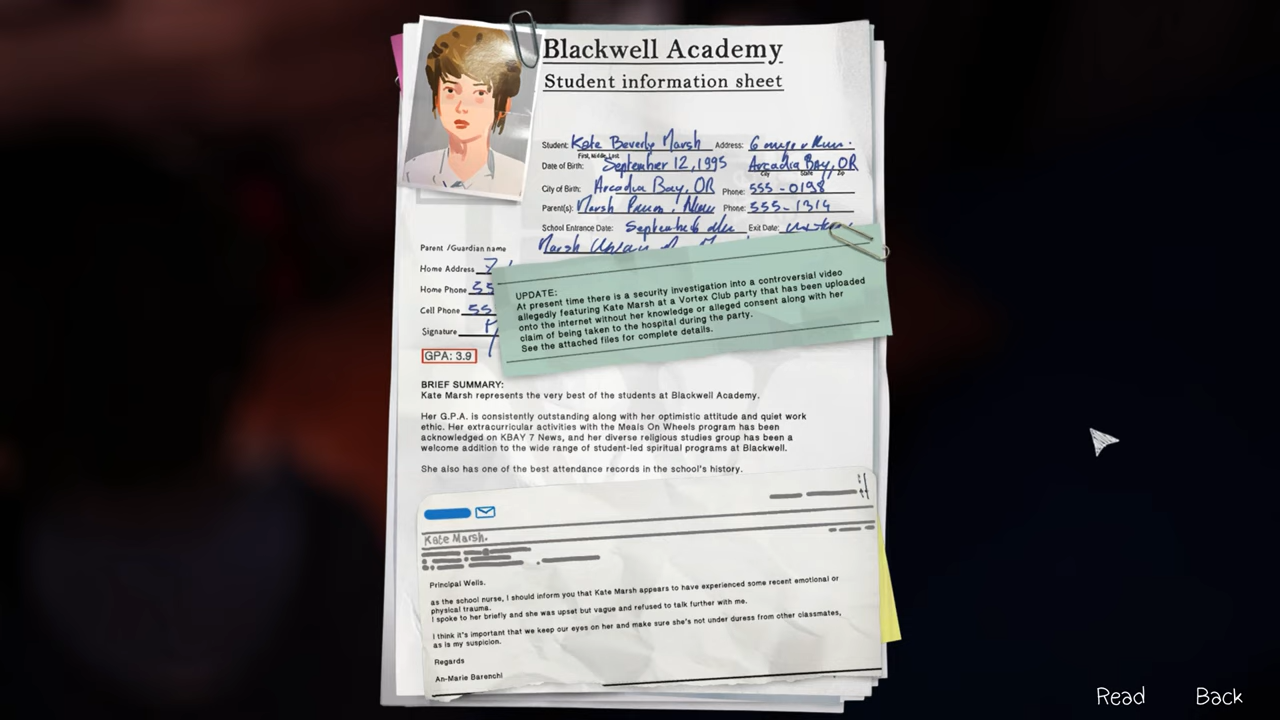 Blackwell Academy
Student information sheet
Student: Kate Beverly Marsh Address: 6
First, Middle, Last
Date of Birth: September 12, 1995 Arcadia Bay, OR
City State Zip
City of Birth: Arcadia Bay, OR Phone: 555-0198
Parent(s): Marsh Phone: 555-1314
School Entrance Date: Exit Date:
Parent /Guardian name Marsh
Home Address 7
Home Phone 55
Cell Phone 55
Signature
GPA: 3.9
UPDATE:
At present time there is a security investigation into a controversial video
allegedly featuring Kate Marsh at a Vortex Club party that has been uploaded
onto the internet without her knowledge or alleged consent along with her
claim of being taken to the hospital during the party.
See the attached files for complete details.
BRIEF SUMMARY:
Kate Marsh represents the very best of the students at Blackwell Academy.
Her G.P.A. is consistently outstanding along with her optimistic attitude and quiet work
ethic. Her extracurricular activities with the Meals On Wheels program has been
acknowledged on KBAY 7 News, and her diverse religious studies group has been a
welcome addition to the wide range of student-led spiritual programs at Blackwell.
She also has one of the best attendance records in the school's history.
Kate Marsh.
Principal Wells.
as the school nurse, I should inform you that Kate Marsh appears to have experienced some recent emotional or
physical trauma.
I spoke to her briefly and she was upset but vague and refused to talk further with me.
I think it's important that we keep our eyes on her and make sure she's not under duress from other classmates,
as is my suspicion.
Regards
An-Marie Barenchi
Read Back